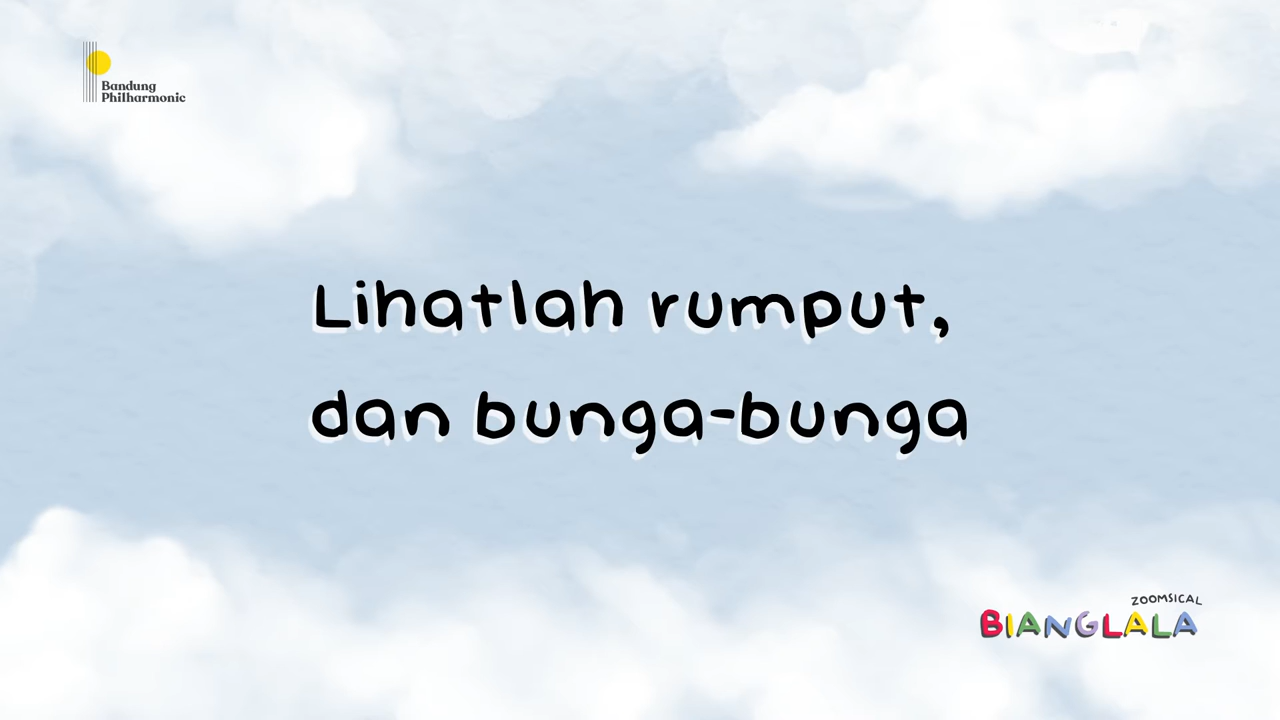 Bandung
Philharmonic
Lihatlah rumput,
dan bunga-bunga
ZOOMSICAL
BIANGLALA